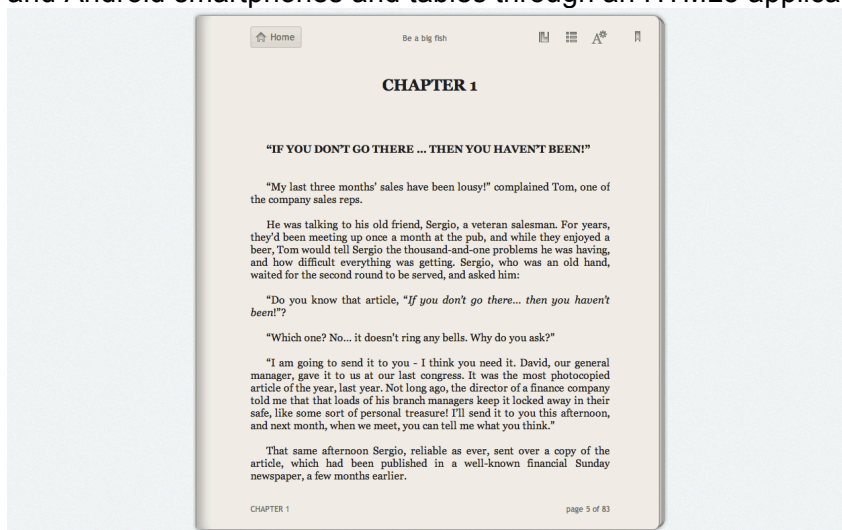 and Android smartphones and tables through an HTML5 applica
Home
Be a big fish
CHAPTER 1
“IF YOU DON’T GO THERE ... THEN YOU HAVEN’T BEEN!”
“My last three months’ sales have been lousy!” complained Tom, one of
the company sales reps.
He was talking to his old friend, Sergio, a veteran salesman. For years,
they’d been meeting up once a month at the pub, and while they enjoyed a
beer, Tom would tell Sergio the thousand-and-one problems he was having,
and how difficult everything was getting. Sergio, who was an old hand,
waited for the second round to be served, and asked him:
“Do you know that article, “If you don’t go there... then you haven’t
been!”?
“Which one? No... it doesn’t ring any bells. Why do you ask?”
“I am going to send it to you - I think you need it. David, our general
manager, gave it to us at our last congress. It was the most photocopied
article of the year, last year. Not long ago, the director of a finance company
told me that that loads of his branch managers keep it locked away in their
safe, like some sort of personal treasure! I’ll send it to you this afternoon,
and next month, when we meet, you can tell me what you think.”
That same afternoon Sergio, reliable as ever, sent over a copy of the
article, which had been published in a well-known financial Sunday
newspaper, a few months earlier.
CHAPTER 1
page 5 of 83